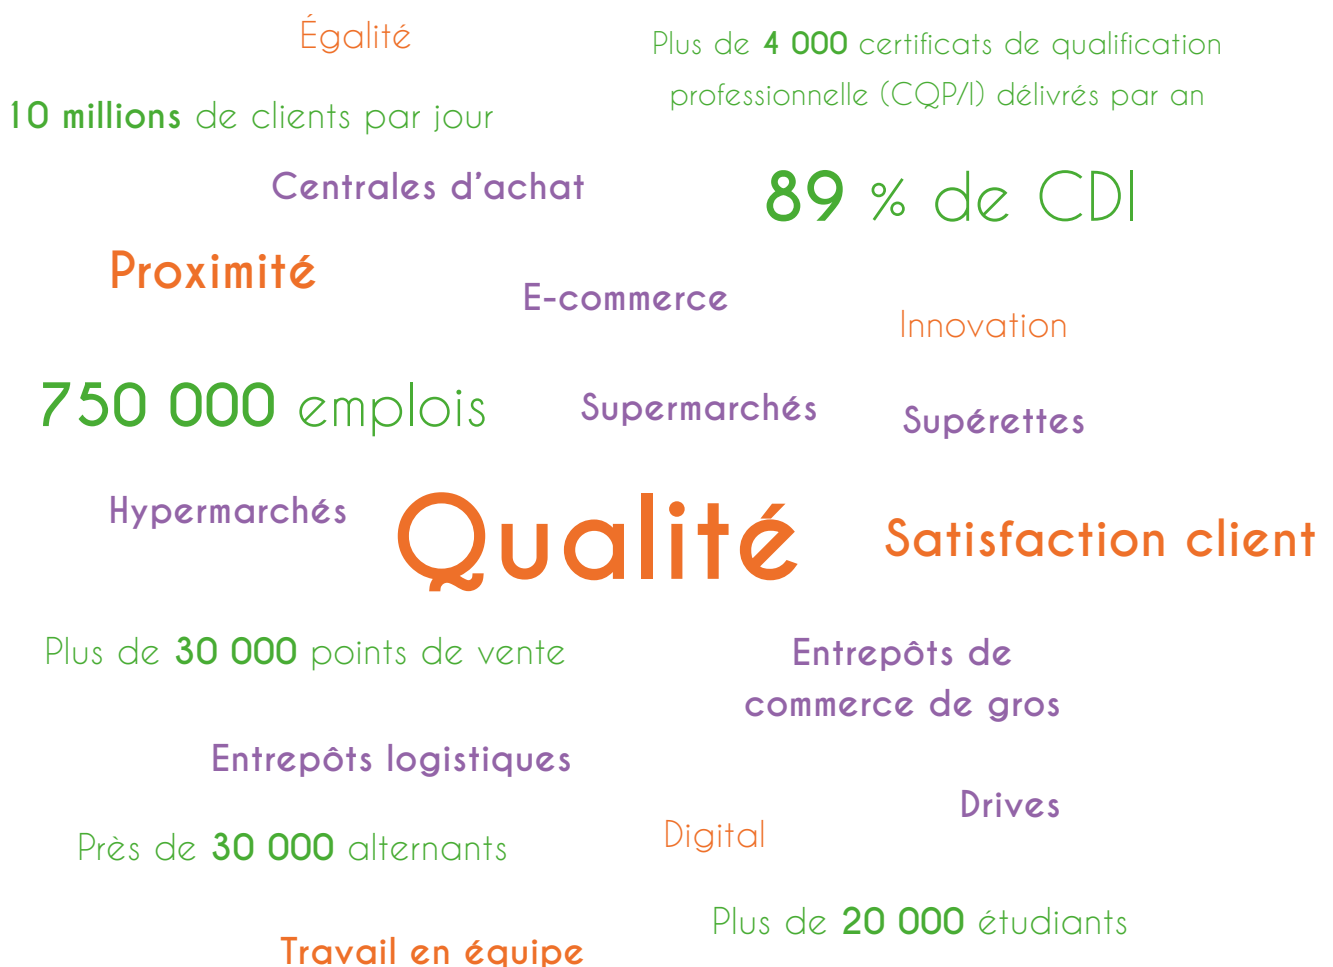 Égalité
Plus de 4 000 certificats de qualification
professionnelle (CQP/I) délivrés par an
10 millions de clients par jour
Centrales d'achat
89 % de CDI
Proximité
E-commerce
Innovation
750 000 emplois
Supermarchés
Supérettes
Hypermarchés
Qualité
Satisfaction client
Plus de 30 000 points de vente
Entrepôts de
commerce de gros
Entrepôts logistiques
Drives
Digital
Près de 30 000 alternants
Plus de 20 000 étudiants
Travail en équipe